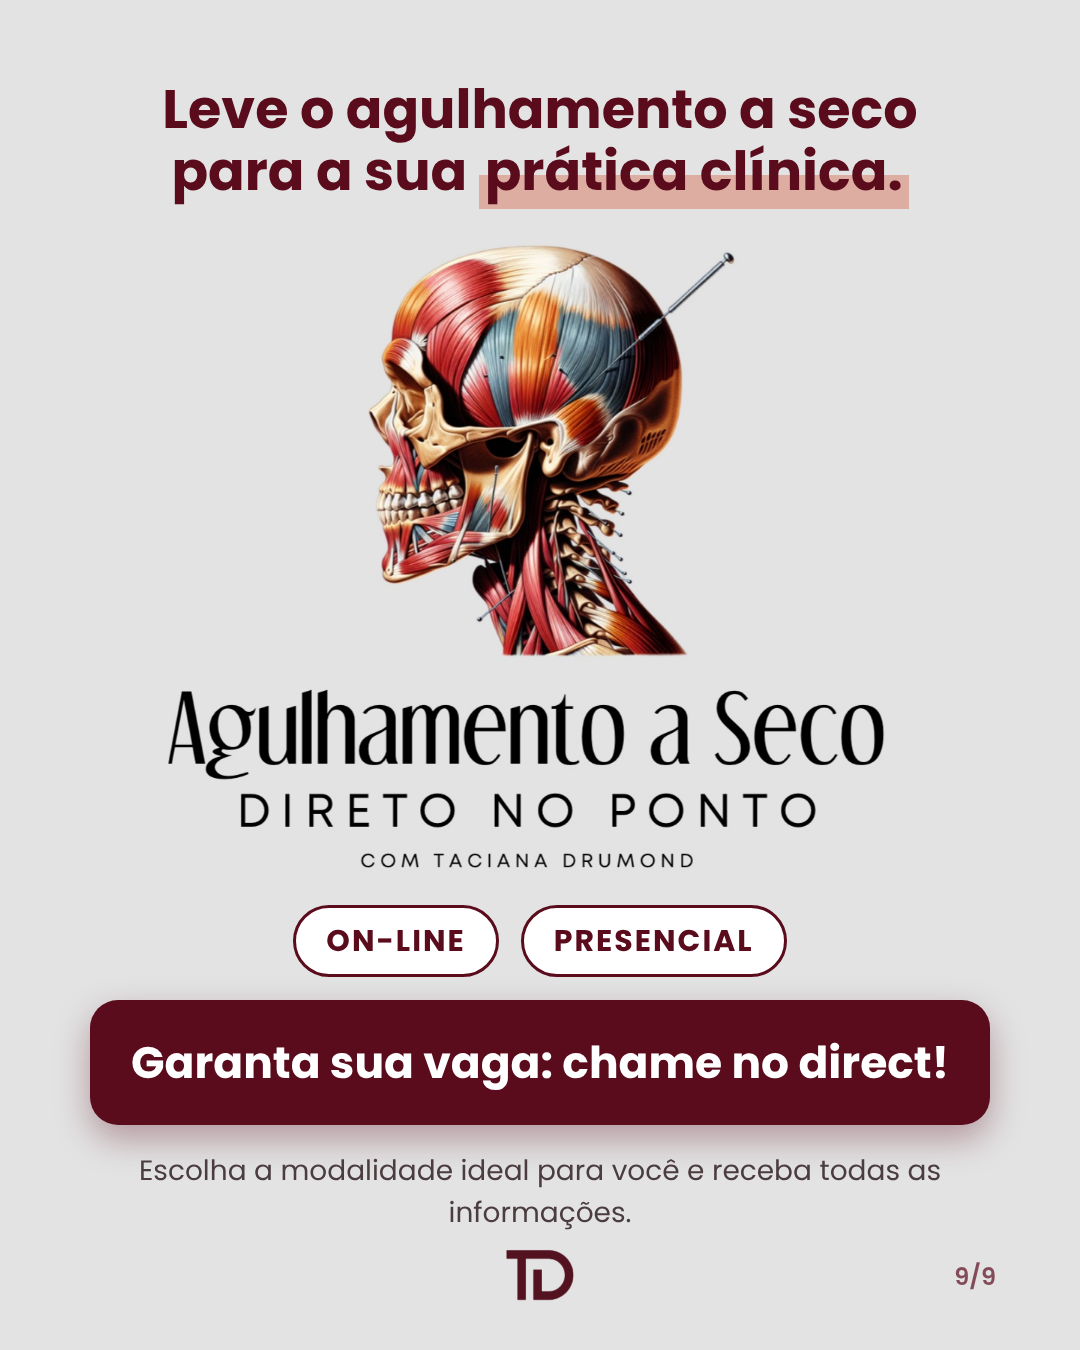 Leve o agulhamento a seco
para a sua prática clínica.
Agulhamento a Seco
DIRETO NO PONTO
COM TACIANA DRUMOND
ON-LINE
PRESENCIAL
Garanta sua vaga: chame no direct!
Escolha a modalidade ideal para você e receba todas as
informações.
TD
9/9